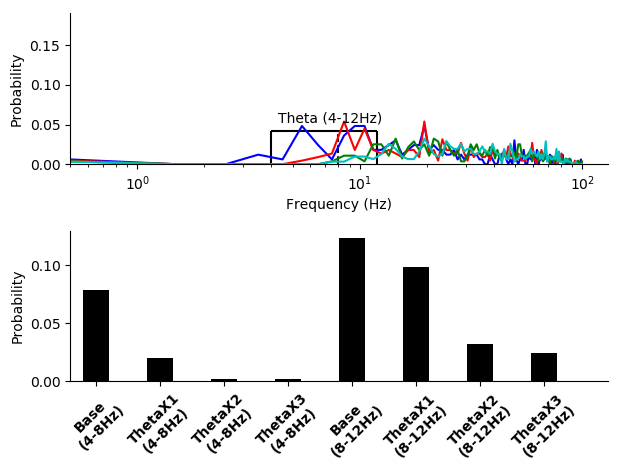 Probability
0.15
0.10
0.05
0.00
Theta (4-12Hz)
10⁰
10¹
10²
Frequency (Hz)
Probability
0.10
0.05
0.00
Base
(4-8Hz)
ThetaX1
(4-8Hz)
ThetaX2
(4-8Hz)
ThetaX3
(4-8Hz)
Base
(8-12Hz)
ThetaX1
(8-12Hz)
ThetaX2
(8-12Hz)
ThetaX3
(8-12Hz)